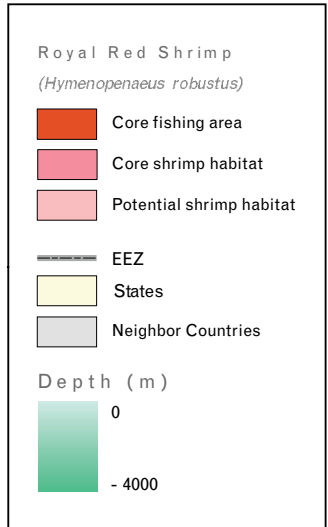 Royal Red Shrimp
(Hymenopenaeus robustus)
Core fishing area
Core shrimp habitat
Potential shrimp habitat
EEZ
States
Neighbor Countries
Depth (m)
0
- 4000